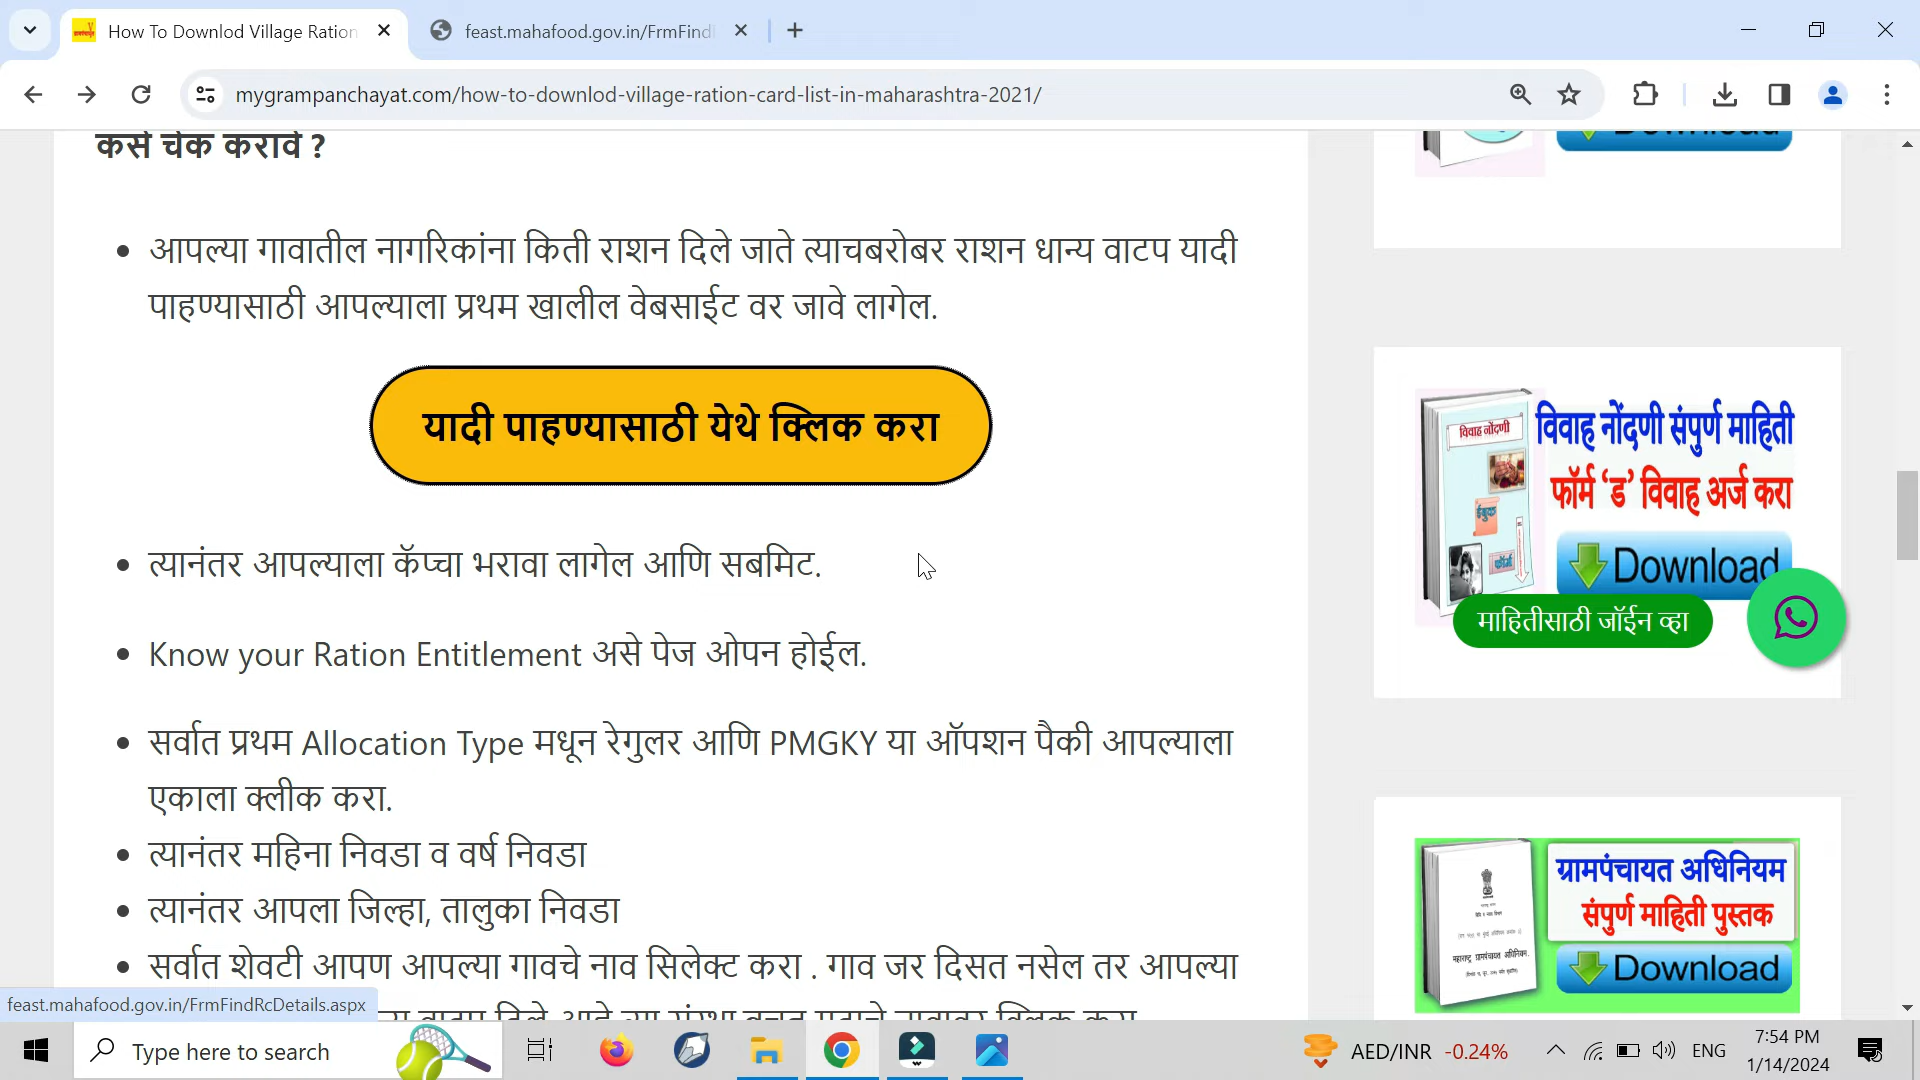 How To Downlod Village Ration
feast.mahafood.gov.in/FrmFindI
mygrampanchayat.com/how-to-downlod-village-ration-card-list-in-maharashtra-2021/
कसे चेक करावे ?
आपल्या गावातील नागरिकांना किती राशन दिले जाते त्याचबरोबर राशन धान्य वाटप यादी
पाहण्यासाठी आपल्याला प्रथम खालील वेबसाईट वर जावे लागेल.
यादी पाहण्यासाठी येथे क्लिक करा
त्यानंतर आपल्याला कॅप्चा भरावा लागेल आणि सबमिट.
Know your Ration Entitlement असे पेज ओपन होईल.
सर्वात प्रथम Allocation Type मधून रेगुलर आणि PMGKY या ऑपशन पैकी आपल्याला
एकाला क्लीक करा.
त्यानंतर महिना निवडा व वर्ष निवडा
त्यानंतर आपला जिल्हा, तालुका निवडा
सर्वात शेवटी आपण आपल्या गावचे नाव सिलेक्ट करा . गाव जर दिसत नसेल तर आपल्या
Download
विवाह नोंदणी
विवाह नोंदणी संपुर्ण माहिती
फॉर्म ‘ड’ विवाह अर्ज करा
ईबुक
फॉर्म
Download
माहितीसाठी जॉईन व्हा
ग्रामपंचायत अधिनियम
संपुर्ण माहिती पुस्तक
Download
feast.mahafood.gov.in/FrmFindRcDetails.aspx
Type here to search
AED/INR -0.24%
ENG
7:54 PM
1/14/2024